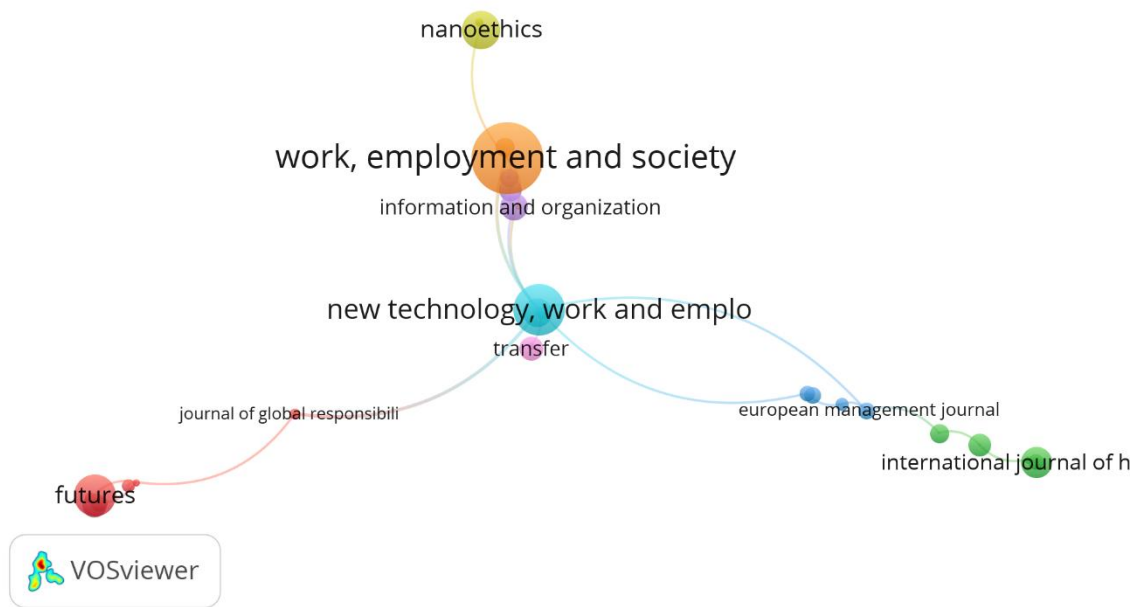 nanoethics
work, employment and society
information and organization
new technology, work and emplo
transfer
european management journal
journal of global responsibili
international journal of h
futures
VOSviewer